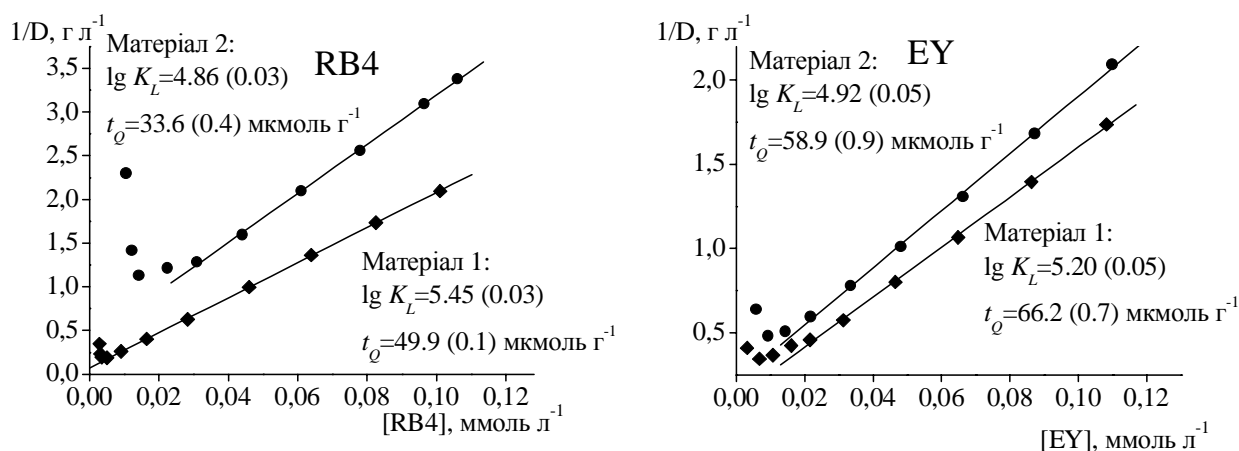 1/D, г л⁻¹
Матеріал 2:
lg K_L=4.86 (0.03)
t_Q=33.6 (0.4) мкмоль г⁻¹
RB4
3,5
3,0
2,5
2,0
1,5
1,0
0,5
0,0
Матеріал 1:
lg K_L=5.45 (0.03)
t_Q=49.9 (0.1) мкмоль г⁻¹
0,00 0,02 0,04 0,06 0,08 0,10 0,12
[RB4], ммоль л⁻¹
1/D, г л⁻¹
Матеріал 2:
lg K_L=4.92 (0.05)
t_Q=58.9 (0.9) мкмоль г⁻¹
EY
2,0
1,5
1,0
0,5
Матеріал 1:
lg K_L=5.20 (0.05)
t_Q=66.2 (0.7) мкмоль г⁻¹
0,00 0,02 0,04 0,06 0,08 0,10 0,12
[EY], ммоль л⁻¹